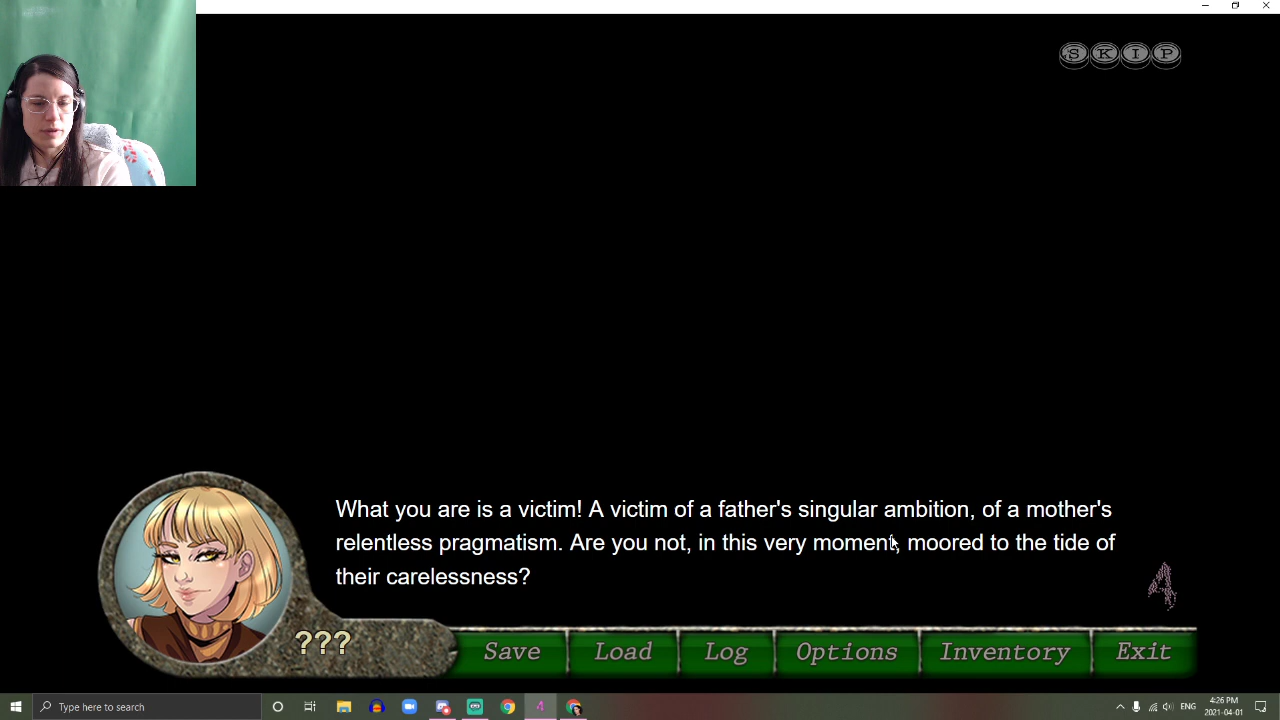 SKIP
What you are is a victim! A victim of a father's singular ambition, of a mother's
relentless pragmatism. Are you not, in this very moment, moored to the tide of
their carelessness?
???
Save Load Log Options Inventory Exit
Type here to search
ENG
4:26 PM
2021-04-01